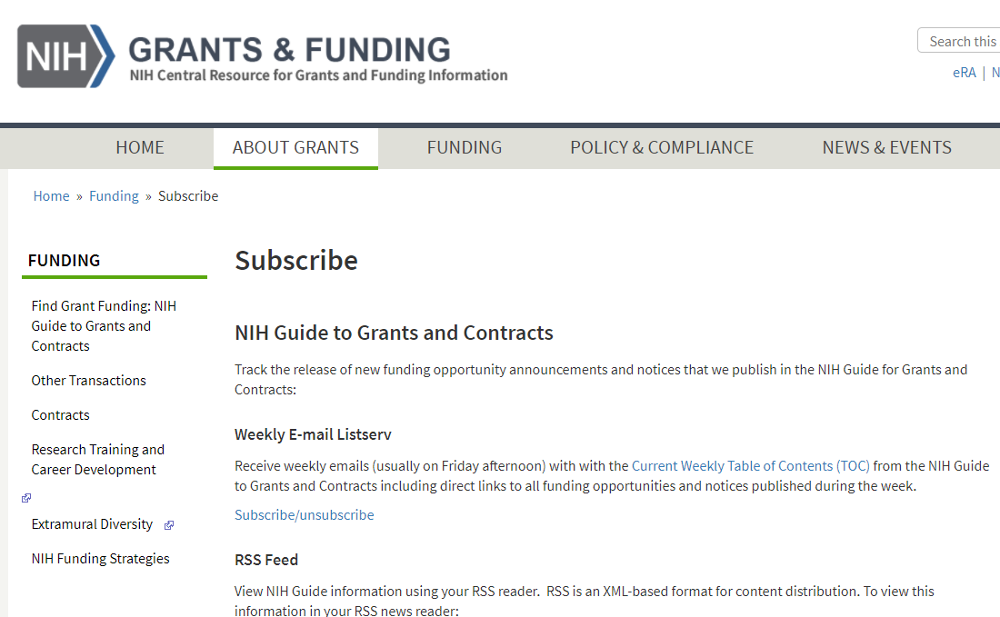 NIH
GRANTS & FUNDING
NIH Central Resource for Grants and Funding Information
Search this
eRA | N
HOME
ABOUT GRANTS
FUNDING
POLICY & COMPLIANCE
NEWS & EVENTS
Home » Funding » Subscribe
FUNDING
Find Grant Funding: NIH
Guide to Grants and
Contracts
Other Transactions
Contracts
Research Training and
Career Development
Extramural Diversity
NIH Funding Strategies
Subscribe
NIH Guide to Grants and Contracts
Track the release of new funding opportunity announcements and notices that we publish in the NIH Guide for Grants and
Contracts:
Weekly E-mail Listserv
Receive weekly emails (usually on Friday afternoon) with with the Current Weekly Table of Contents (TOC) from the NIH Guide
to Grants and Contracts including direct links to all funding opportunities and notices published during the week.
Subscribe/unsubscribe
RSS Feed
View NIH Guide information using your RSS reader. RSS is an XML-based format for content distribution. To view this
information in your RSS news reader: